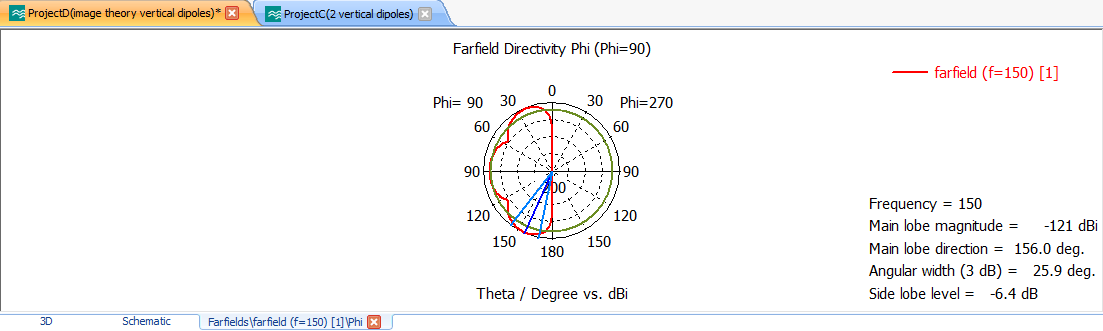 ProjectD(image theory vertical dipoles)* ProjectC(2 vertical dipoles)
Farfield Directivity Phi (Phi=90)
farfield (f=150) [1]
0
Phi= 90 30 30 Phi=270
60 60
90 90
120 120
150 150
180
Frequency = 150
Main lobe magnitude = -121 dBi
Main lobe direction = 156.0 deg.
Angular width (3 dB) = 25.9 deg.
Side lobe level = -6.4 dB
Theta / Degree vs. dBi
3D Schematic Farfields\farfield (f=150) [1]\Phi